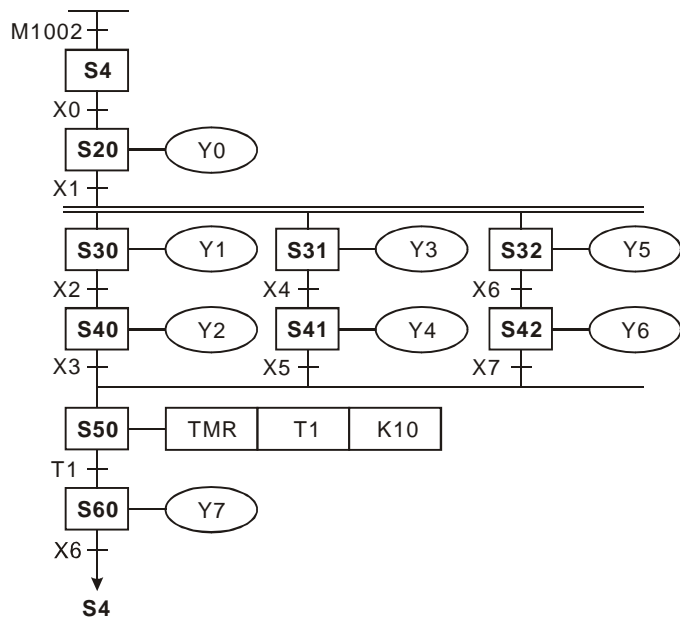 M1002
S4
X0
S20 Y0
X1
S30 Y1 S31 Y3 S32 Y5
X2 X4 X6
S40 Y2 S41 Y4 S42 Y6
X3 X5 X7
S50 TMR T1 K10
T1
S60 Y7
X6
S4